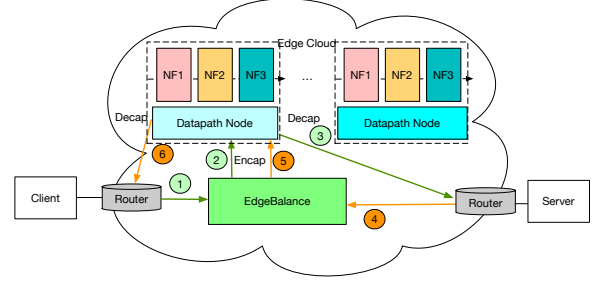 Edge Cloud
NF1 NF2 NF3 ... NF1 NF2 NF3
Decap Datapath Node Decap Datapath Node
3
6 2 Encap 5
Client Router 1 EdgeBalance 4 Router Server